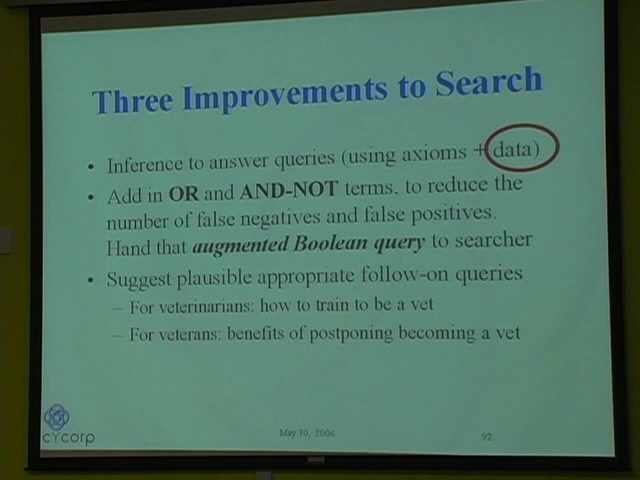 Three Improvements to Search
• Inference to answer queries (using axioms + data)
• Add in OR and AND-NOT terms, to reduce the
number of false negatives and false positives.
Hand that augmented Boolean query to searcher
• Suggest plausible appropriate follow-on queries
– For veterinarians: how to train to be a vet
– For veterans: benefits of postponing becoming a vet
cycorp
May 30, 2006
92